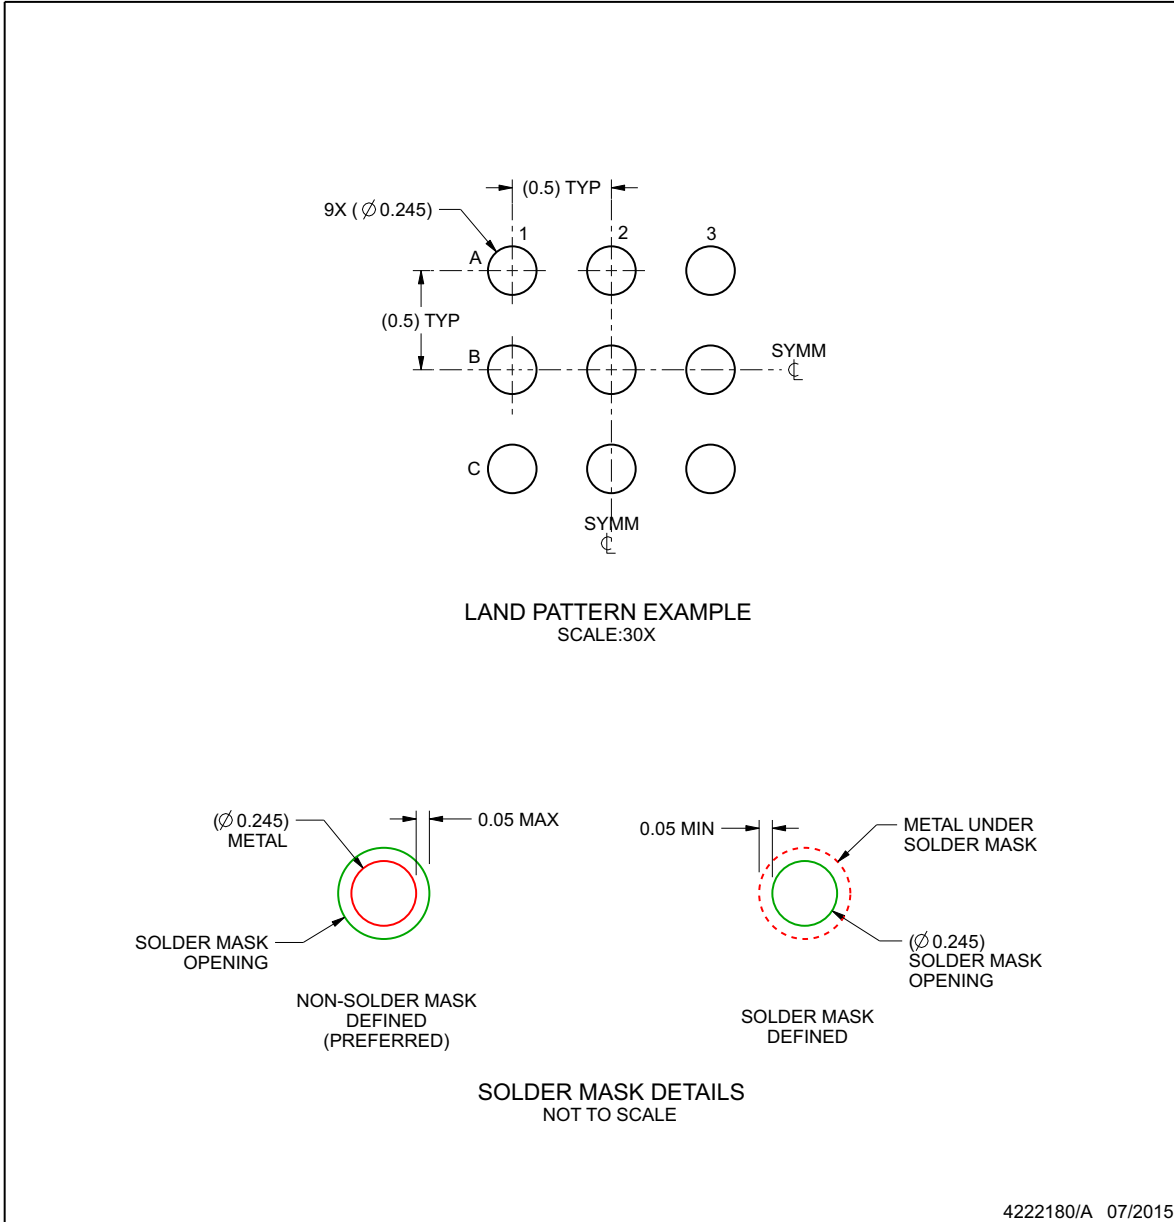 (0.5) TYP
9X ( ∅ 0.245)
1
2
3
A
(0.5) TYP
B
SYMM
℄
C
SYMM
℄
LAND PATTERN EXAMPLE
SCALE:30X
(∅ 0.245)
METAL
0.05 MAX
SOLDER MASK
OPENING
NON-SOLDER MASK
DEFINED
(PREFERRED)
0.05 MIN
METAL UNDER
SOLDER MASK
(∅ 0.245)
SOLDER MASK
OPENING
SOLDER MASK
DEFINED
SOLDER MASK DETAILS
NOT TO SCALE
4222180/A 07/2015